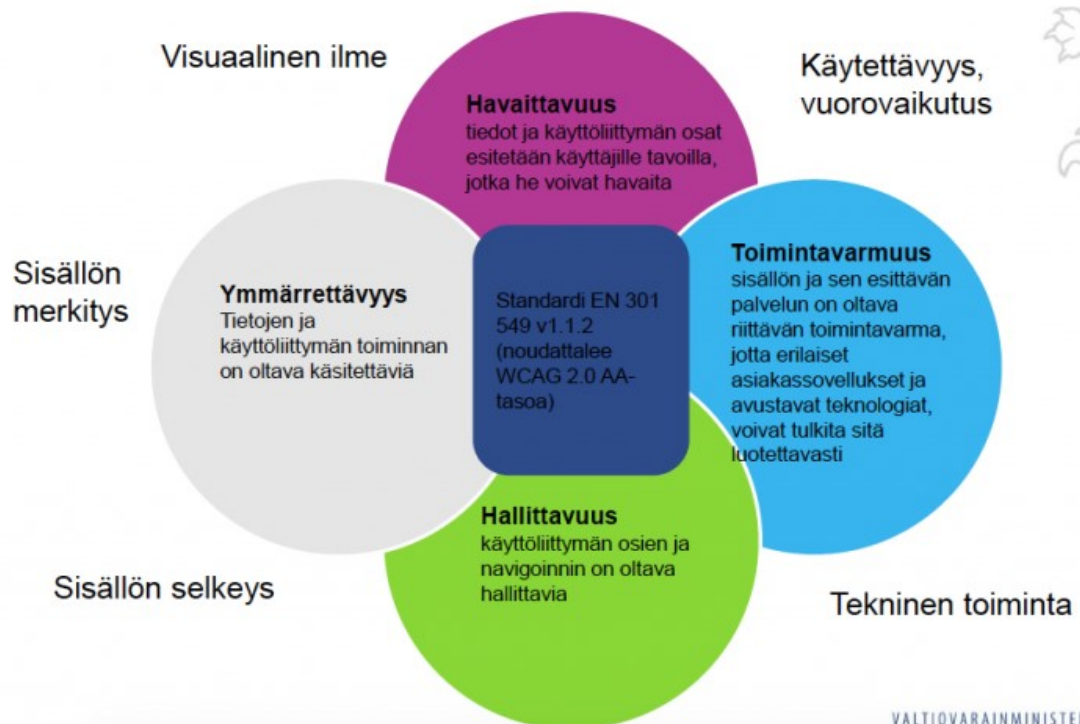 Visuaalinen ilme
Käytettävyys,
vuorovaikutus
Havaittavuus
tiedot ja käyttöliittymän osat
esitetään käyttäjille tavoilla,
jotka he voivat havaita
Sisällön
merkitys
Ymmärrettävyys
Tietojen ja
käyttöliittymän toiminnan
on oltava käsitettäviä
Standardi EN 301
549 v1.1.2
(noudattalee
WCAG 2.0 AA-
tasoa)
Toimintavarmuus
sisällön ja sen esittävän
palvelun on oltava
riittävän toimintavarma,
jotta erilaiset
asiakassovellukset ja
avustavat teknologiat,
voivat tulkita sitä
luotettavasti
Hallittavuus
käyttöliittymän osien ja
navigoinnin on oltava
hallittavia
Sisällön selkeys
Tekninen toiminta